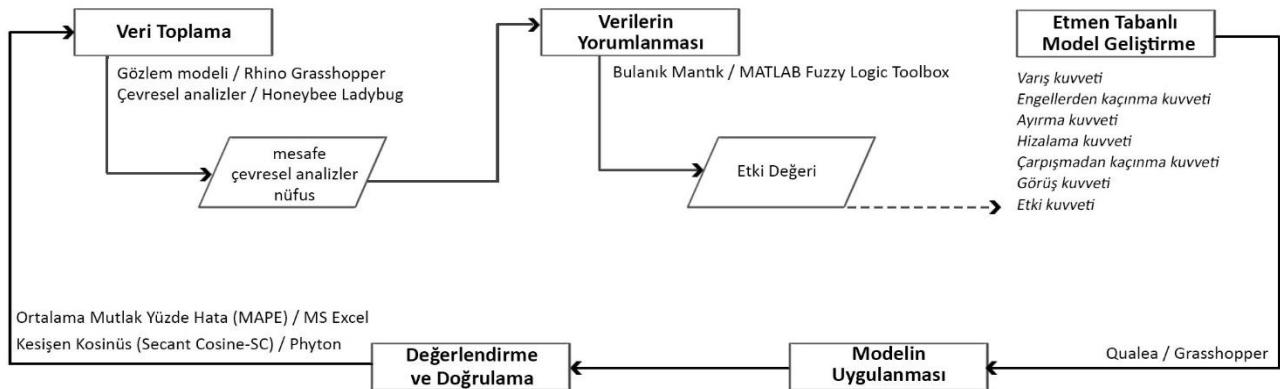 Veri Toplama
Gözlem modeli / Rhino Grasshopper
Çevresel analizler / Honeybee Ladybug
mesafe
çevresel analizler
nüfus
Verilerin
Yorumlanması
Bulanık Mantık / MATLAB Fuzzy Logic Toolbox
Etki Değeri
Etmen Tabanlı
Model Geliştirme
Varış kuvveti
Engellerden kaçınma kuvveti
Ayırma kuvveti
Hizalama kuvveti
Çarpışmadan kaçınma kuvveti
Görüş kuvveti
Etki kuvveti
Qualea / Grasshopper
Modelin
Uygulanması
Değerlendirme
ve Doğrulama
Ortalama Mutlak Yüzde Hata (MAPE) / MS Excel
Kesişen Kosinüs (Secant Cosine-SC) / Phyton